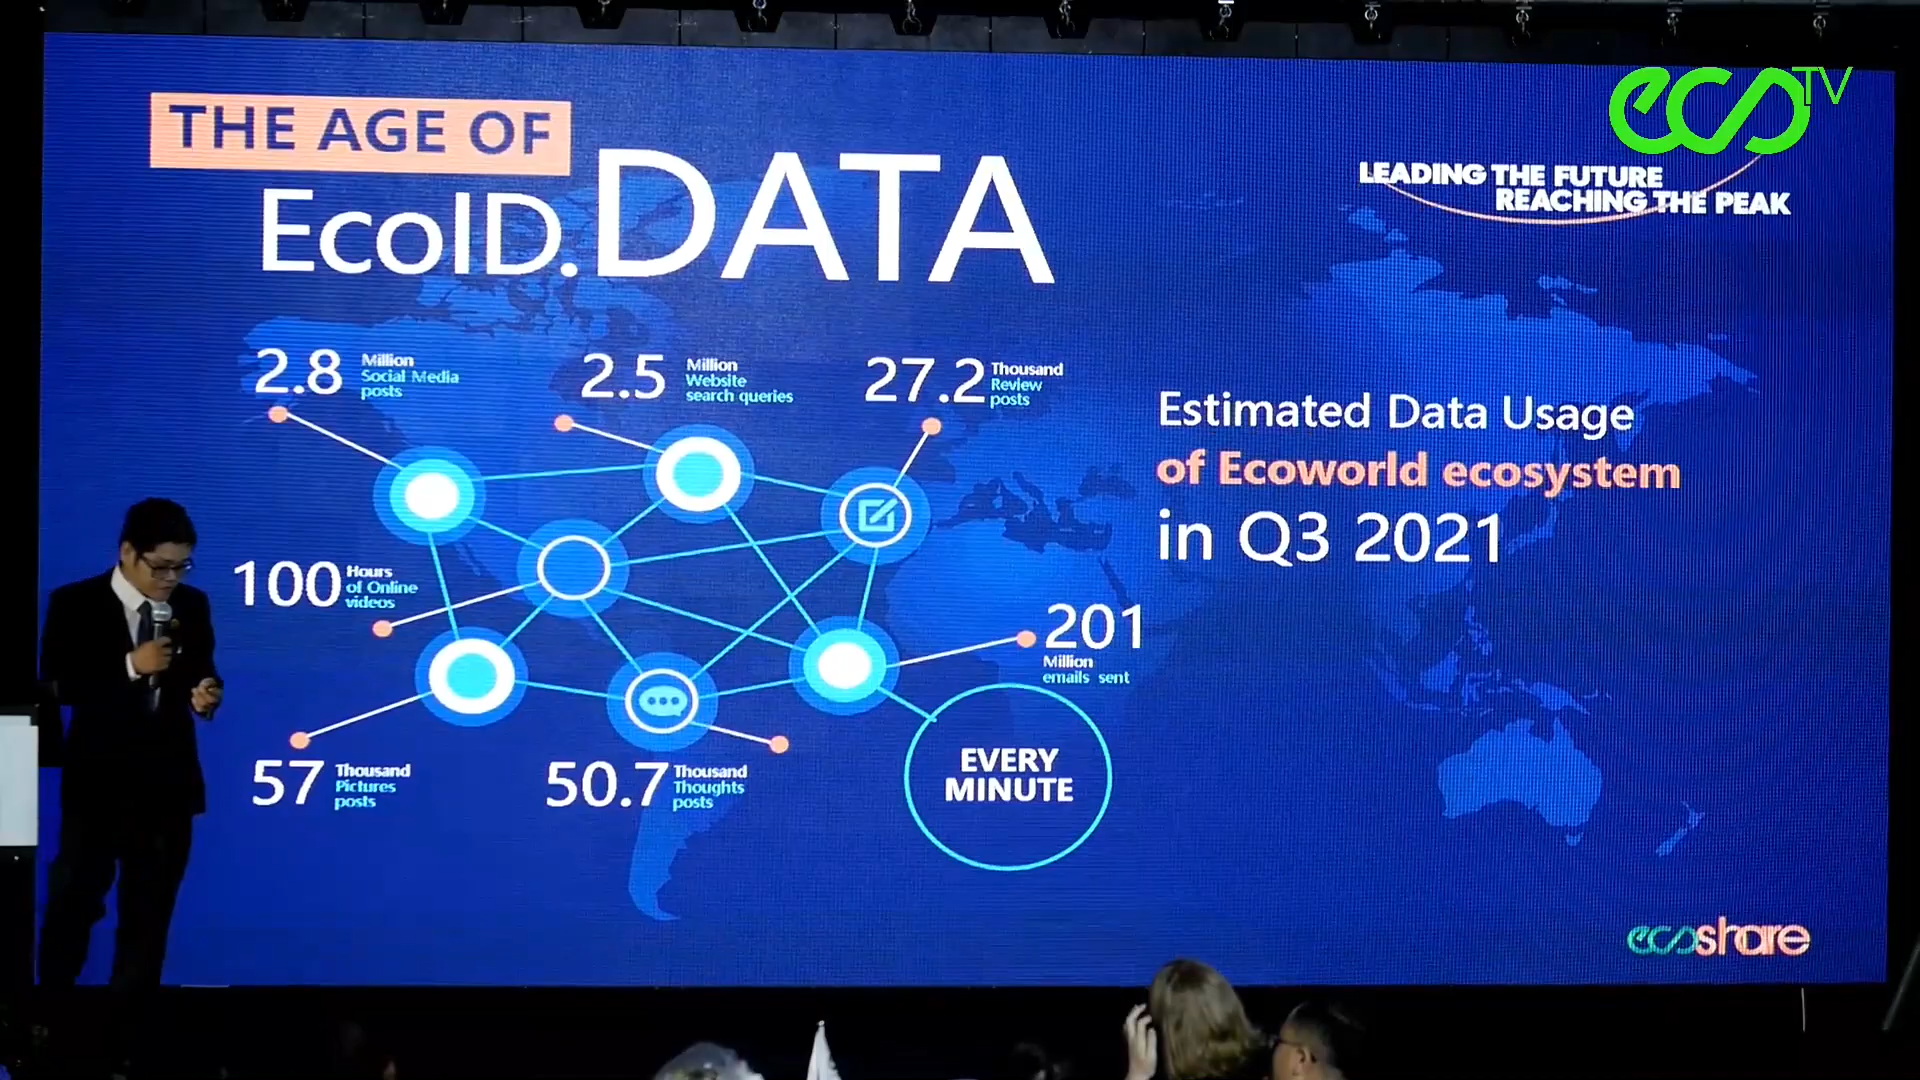 ecoTV
THE AGE OF
EcoID.DATA
LEADING THE FUTURE
REACHING THE PEAK
2.8 Million
Social Media
posts
2.5 Million
Website
search queries
27.2 Thousand
Review
posts
Estimated Data Usage
of Ecoworld ecosystem
in Q3 2021
100 Hours
of Online
videos
201
Million
emails sent
57 Thousand
Pictures
posts
50.7 Thousand
Thoughts
posts
EVERY
MINUTE
ecoshare